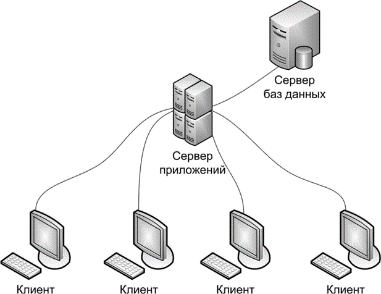 Сервер
баз данных
Сервер
приложений
Клиент
Клиент
Клиент
Клиент